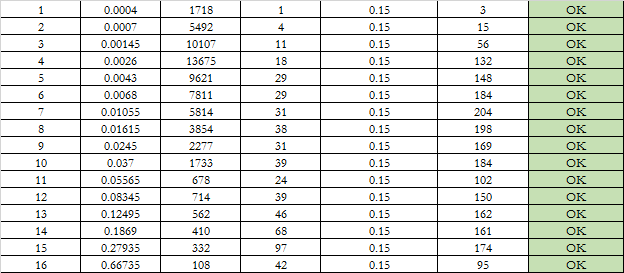 1 0.0004 1718 1 0.15 3 OK
2 0.0007 5492 4 0.15 15 OK
3 0.00145 10107 11 0.15 56 OK
4 0.0026 13675 18 0.15 132 OK
5 0.0043 9621 29 0.15 148 OK
6 0.0068 7811 29 0.15 184 OK
7 0.01055 5814 31 0.15 204 OK
8 0.01615 3854 38 0.15 198 OK
9 0.0245 2277 31 0.15 169 OK
10 0.037 1733 39 0.15 184 OK
11 0.05565 678 24 0.15 102 OK
12 0.08345 714 39 0.15 150 OK
13 0.12495 562 46 0.15 162 OK
14 0.1869 410 68 0.15 161 OK
15 0.27935 332 97 0.15 174 OK
16 0.66735 108 42 0.15 95 OK